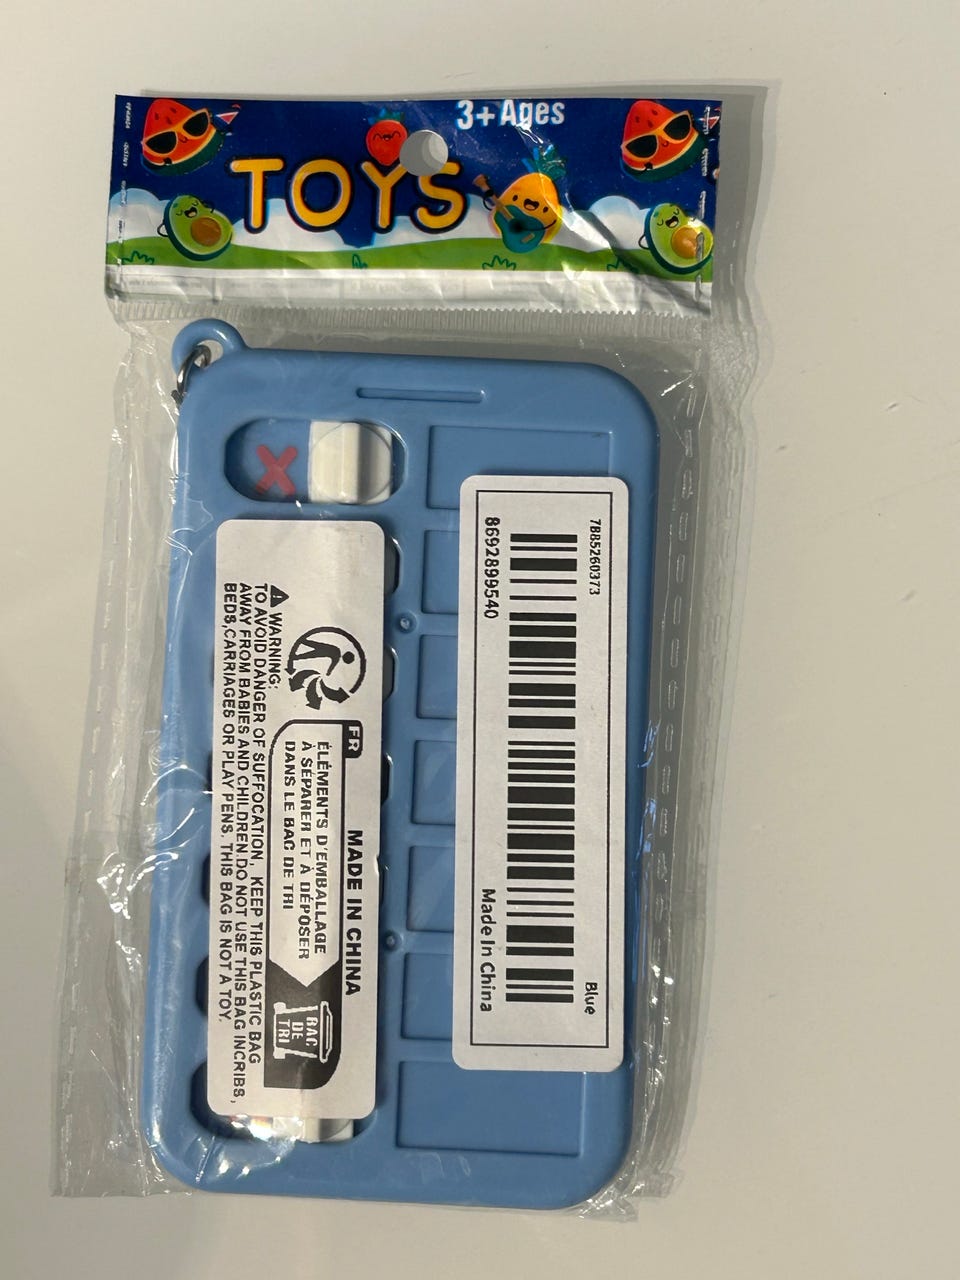 3+Ages
TOYS
7BB5260373
Blue
8692899540
Made In China
MADE IN CHINA
FR
ÉLÉMENTS D'EMBALLAGE
À SÉPARER ET À DÉPOSER
DANS LE BAC DE TRI
BAC
DE
TRI
WARNING:
TO AVOID DANGER OF SUFFOCATION, KEEP THIS PLASTIC BAG
AWAY FROM BABIES AND CHILDREN.DO NOT USE THIS BAG INCRIBS,
BEDS,CARRIAGES OR PLAY PENS. THIS BAG IS NOT A TOY.